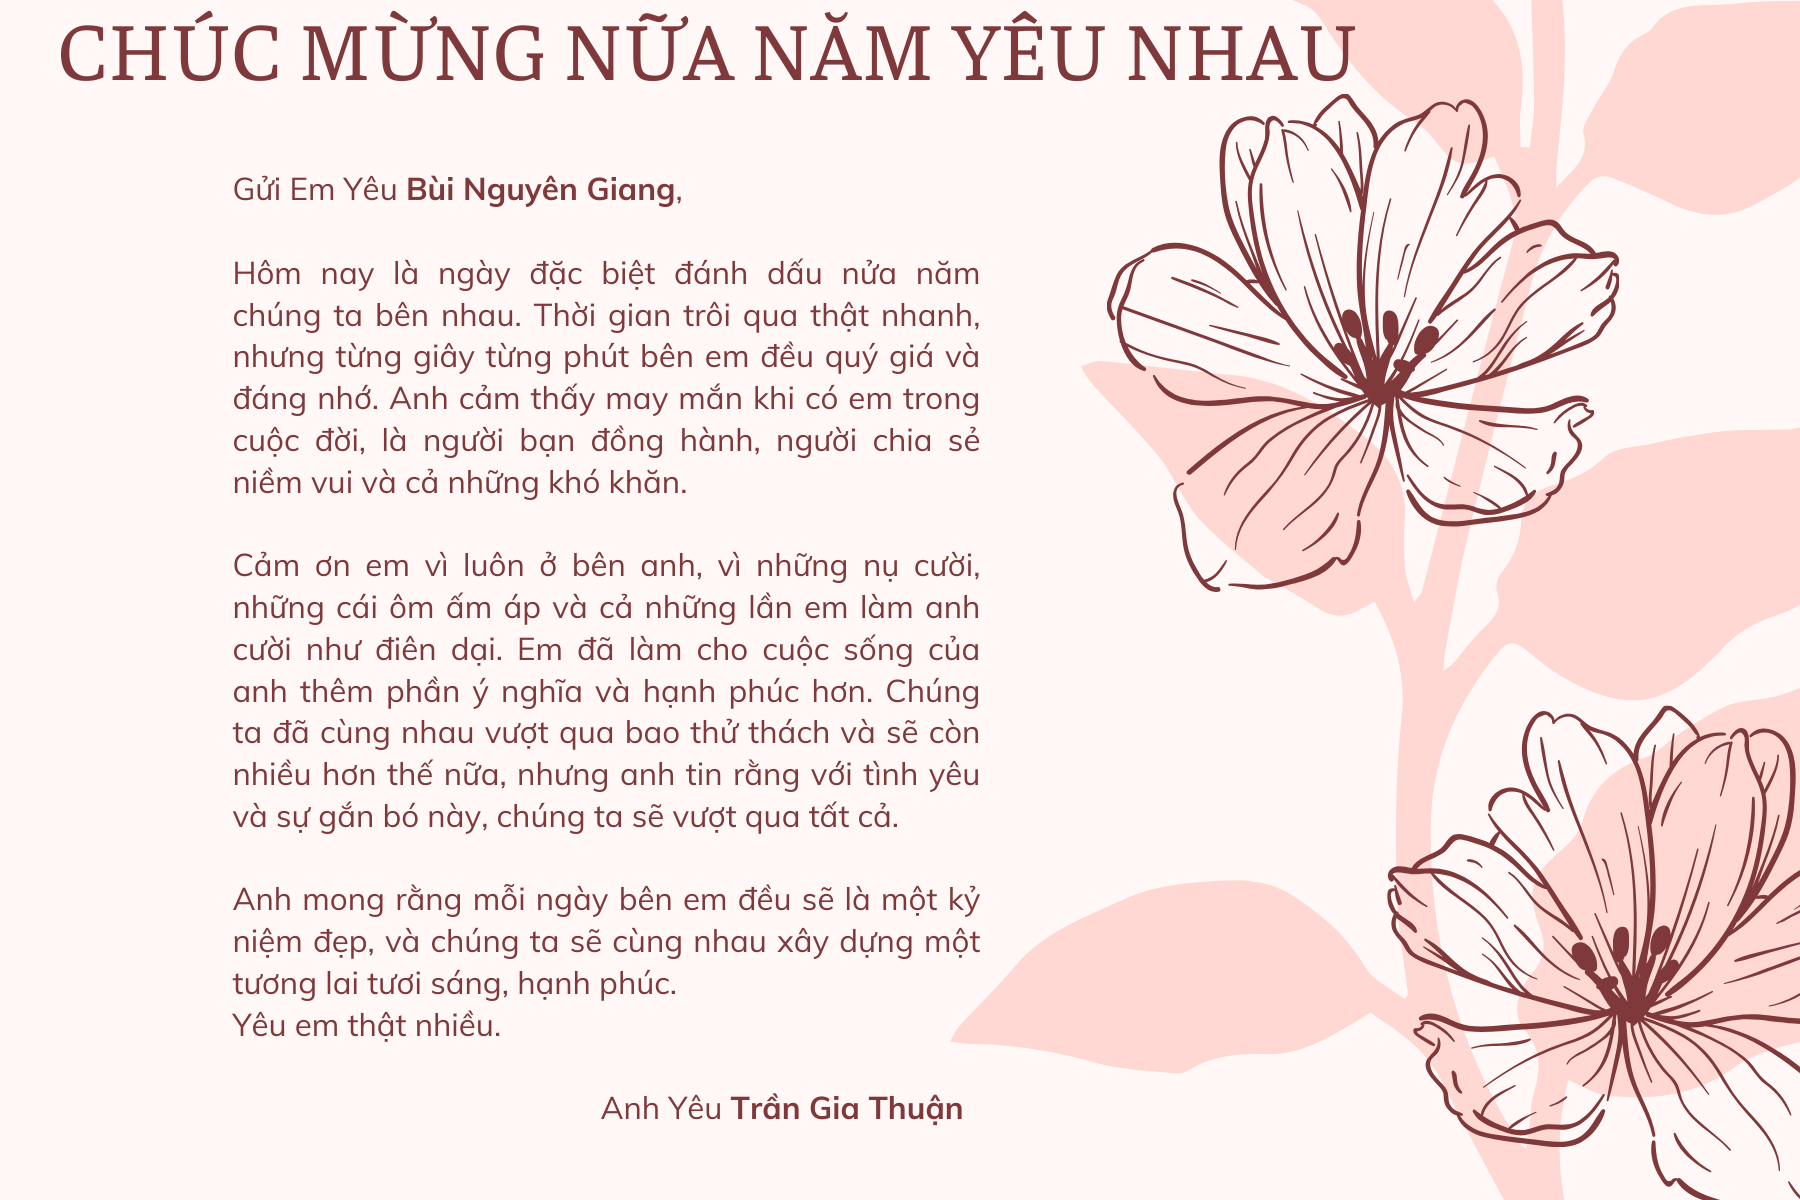 CHÚC MỪNG NỮA NĂM YÊU NHAU
Gửi Em Yêu Bùi Nguyên Giang,
Hôm nay là ngày đặc biệt đánh dấu nửa năm
chúng ta bên nhau. Thời gian trôi qua thật nhanh,
nhưng từng giây từng phút bên em đều quý giá và
đáng nhớ. Anh cảm thấy may mắn khi có em trong
cuộc đời, là người bạn đồng hành, người chia sẻ
niềm vui và cả những khó khăn.
Cảm ơn em vì luôn ở bên anh, vì những nụ cười,
những cái ôm ấm áp và cả những lần em làm anh
cười như điên dại. Em đã làm cho cuộc sống của
anh thêm phần ý nghĩa và hạnh phúc hơn. Chúng
ta đã cùng nhau vượt qua bao thử thách và sẽ còn
nhiều hơn thế nữa, nhưng anh tin rằng với tình yêu
và sự gắn bó này, chúng ta sẽ vượt qua tất cả.
Anh mong rằng mỗi ngày bên em đều sẽ là một kỷ
niệm đẹp, và chúng ta sẽ cùng nhau xây dựng một
tương lai tươi sáng, hạnh phúc.
Yêu em thật nhiều.
Anh Yêu Trần Gia Thuận